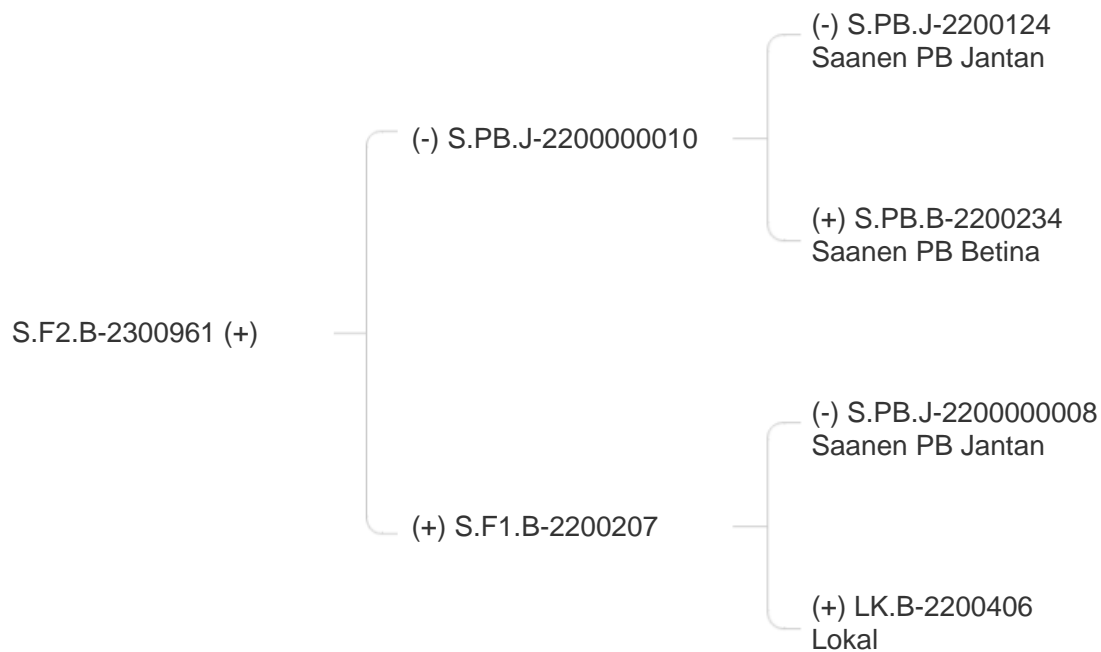 (-) S.PB.J-2200124
Saanen PB Jantan
(-) S.PB.J-2200000010
(+) S.PB.B-2200234
Saanen PB Betina
S.F2.B-2300961 (+)
(-) S.PB.J-2200000008
Saanen PB Jantan
(+) S.F1.B-2200207
(+) LK.B-2200406
Lokal